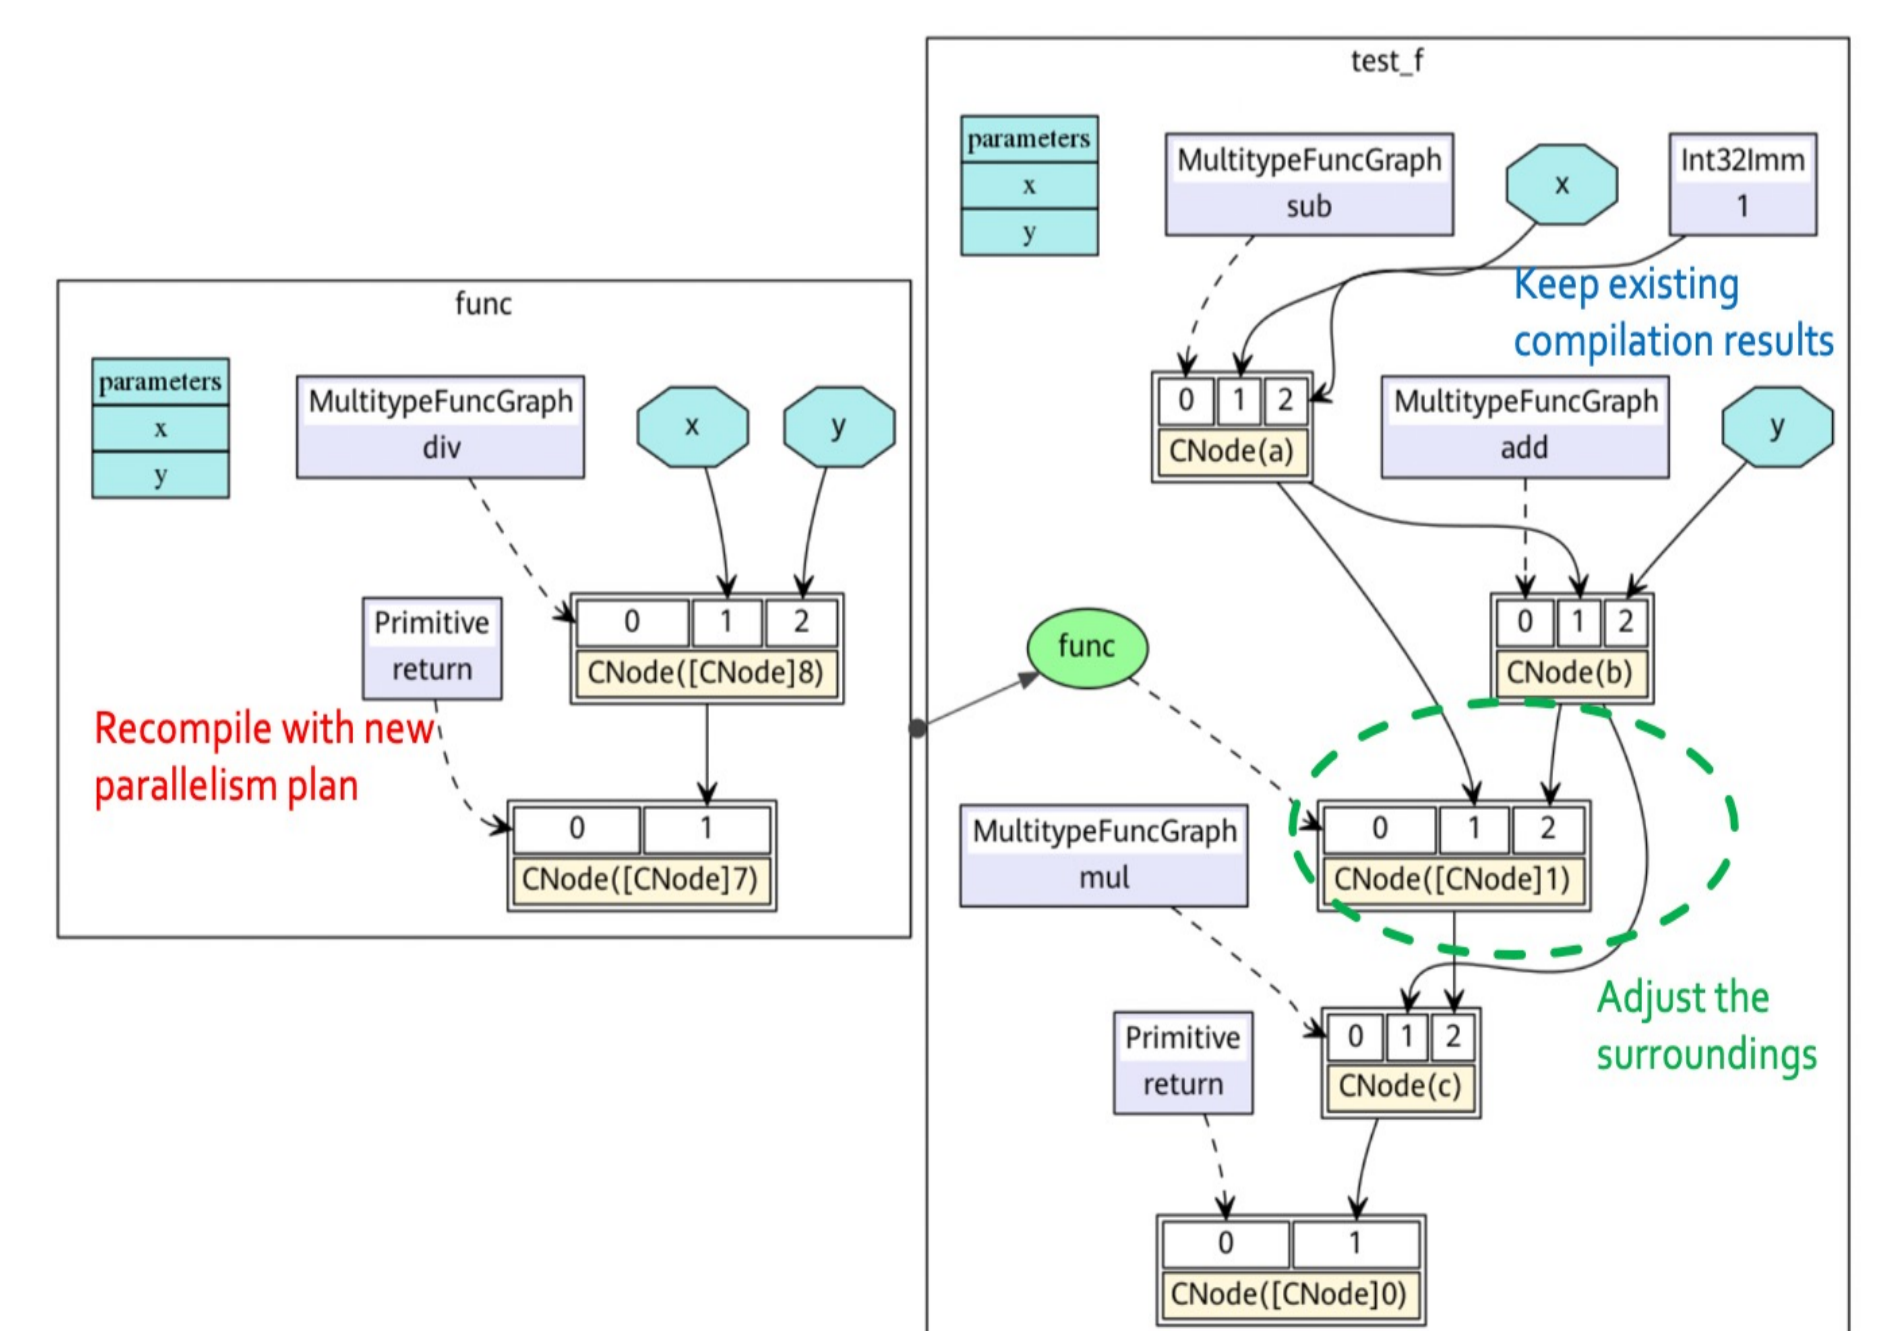 func
parameters
x
y
MultitypeFuncGraph
div
x
y
Primitive
return
0 1 2
CNode([CNode]8)
Recompile with new
parallelism plan
0 1
CNode([CNode]7)
test_f
parameters
x
y
MultitypeFuncGraph
sub
x
Int32Imm
1
Keep existing
compilation results
0 1 2
CNode(a)
MultitypeFuncGraph
add
y
0 1 2
CNode(b)
func
MultitypeFuncGraph
mul
0 1 2
CNode([CNode]1)
Adjust the
surroundings
Primitive
return
0 1 2
CNode(c)
0 1
CNode([CNode]0)